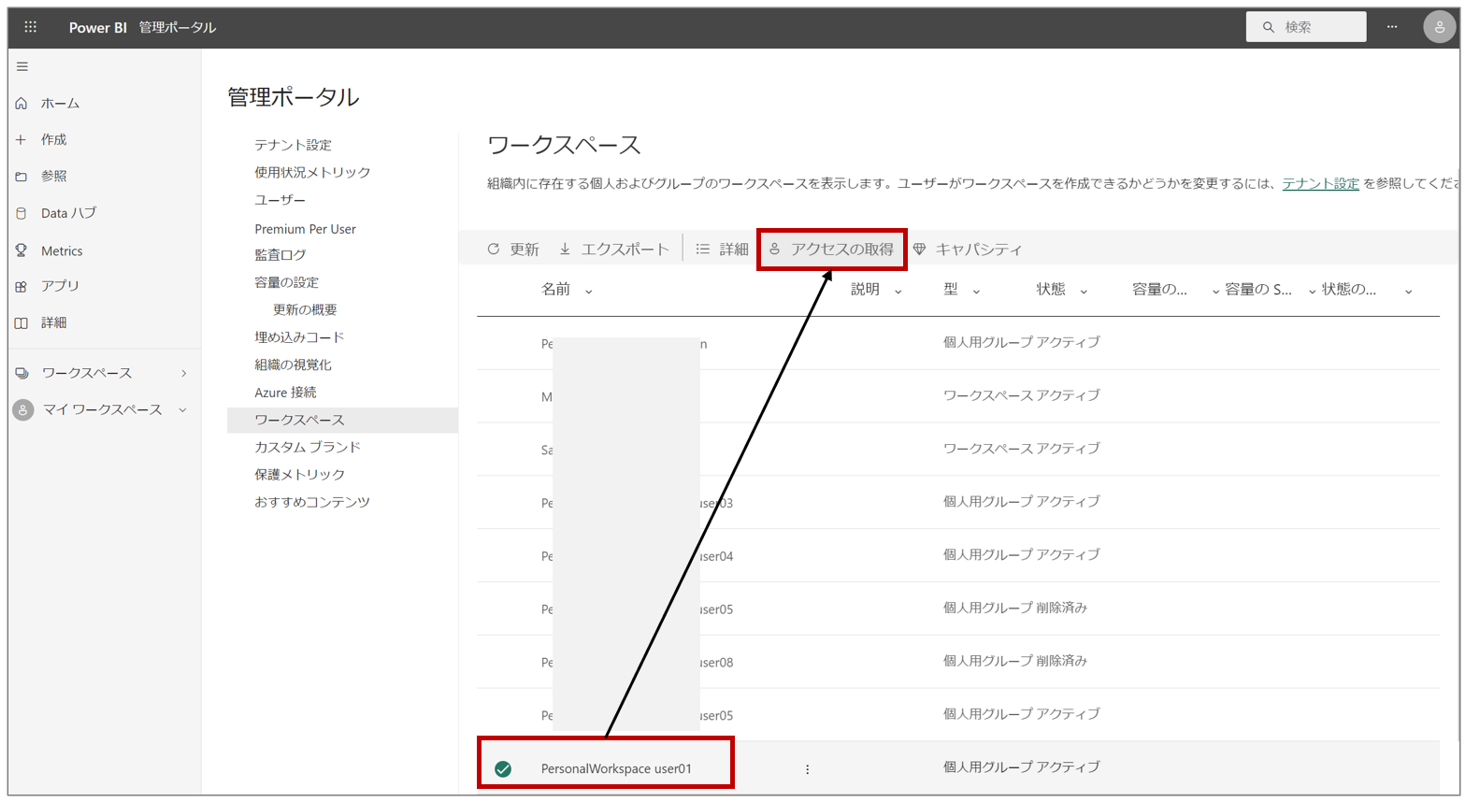 Power BI 管理ポータル
検索
ホーム
作成
参照
Data ハブ
Metrics
アプリ
詳細
ワークスペース
マイ ワークスペース
管理ポータル
テナント設定
使用状況メトリック
ユーザー
Premium Per User
監査ログ
容量の設定
更新の概要
埋め込みコード
組織の視覚化
Azure 接続
ワークスペース
カスタム ブランド
保護メトリック
おすすめコンテンツ
ワークスペース
組織内に存在する個人およびグループのワークスペースを表示します。ユーザーがワークスペースを作成できるかどうかを変更するには、テナント設定 を参照してくださ
更新 エクスポート 詳細 アクセスの取得 キャパシティ
名前 説明 型 状態 容量の... 容量の S... 状態の...
Pe n 個人用グループ アクティブ
M ワークスペース アクティブ
Sa ワークスペース アクティブ
Pe user03 個人用グループ アクティブ
Pe user04 個人用グループ アクティブ
Pe user05 個人用グループ 削除済み
Pe user08 個人用グループ 削除済み
Pe user05 個人用グループ アクティブ
PersonalWorkspace user01 個人用グループ アクティブ